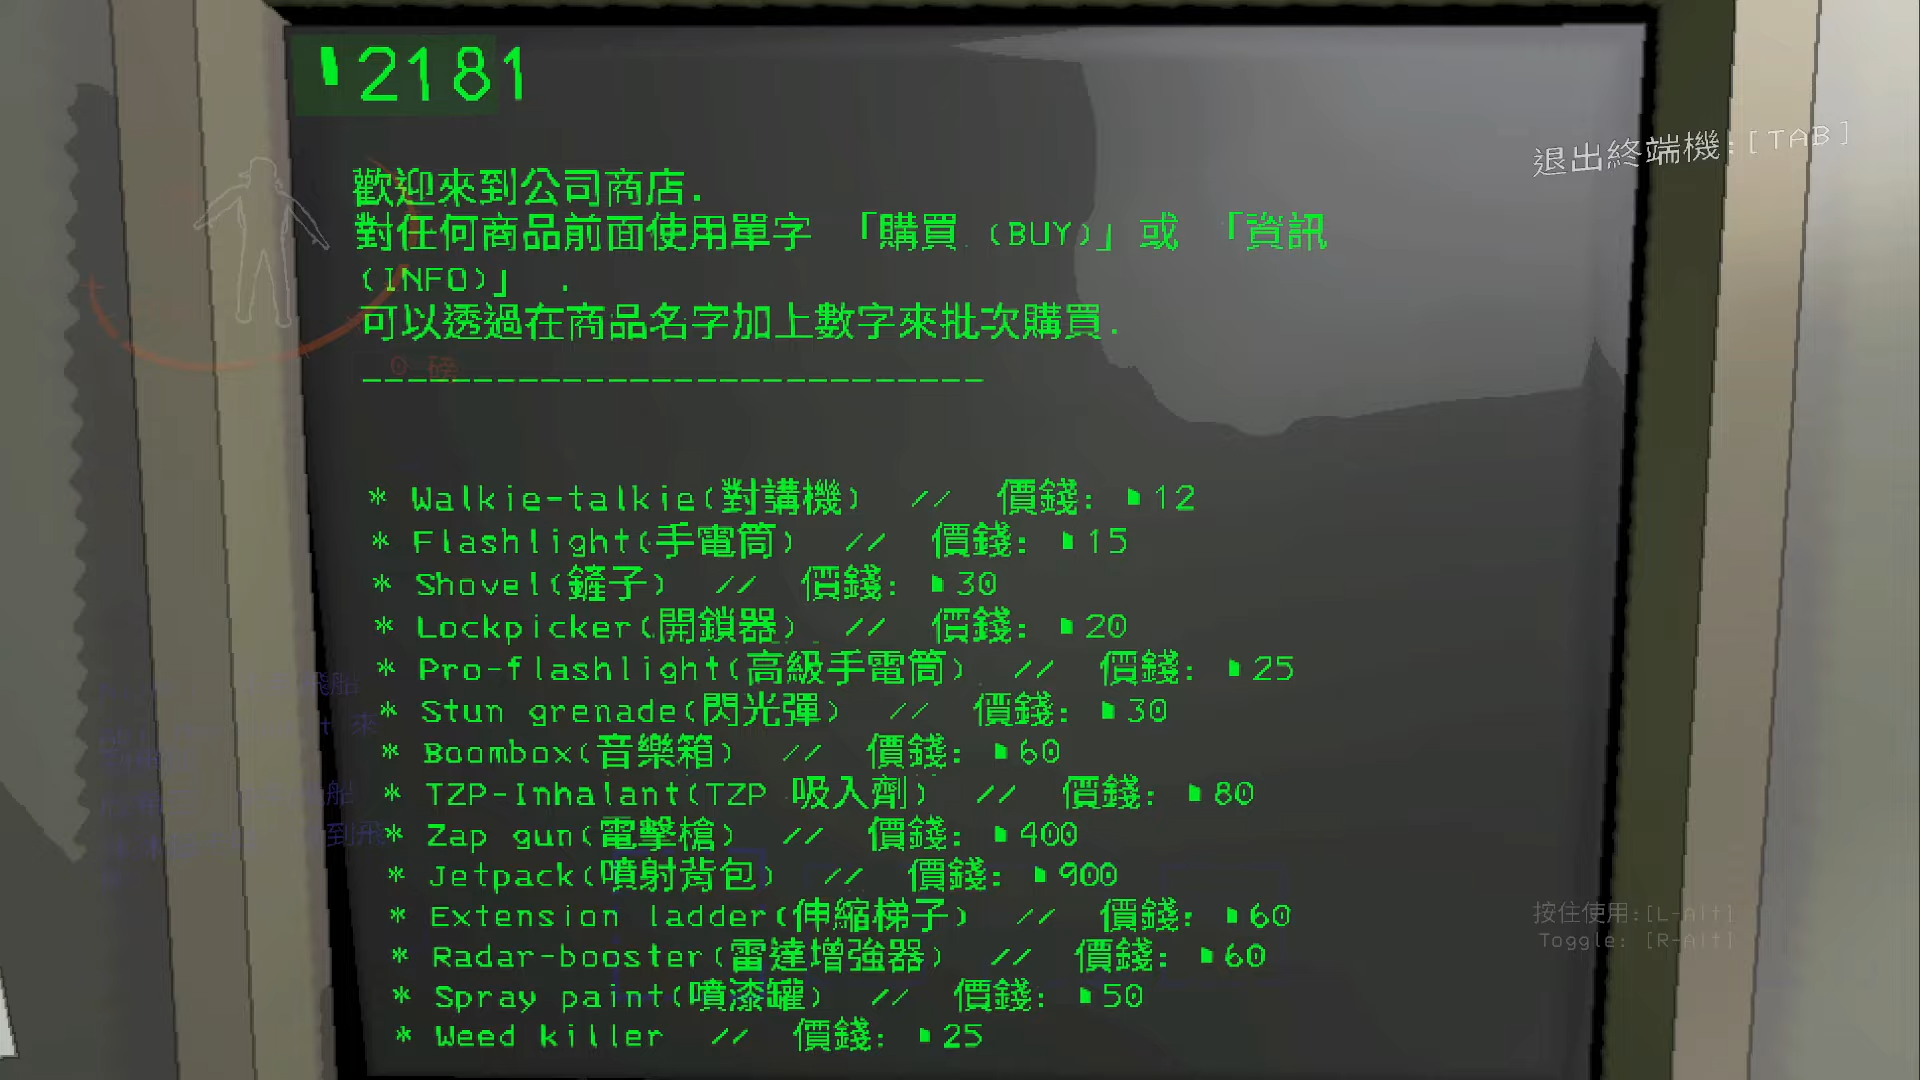 2181
退出終端機:[TAB]
歡迎來到公司商店.
對任何商品前面使用單字 「購買 (BUY)」或 「資訊
(INFO)」 .
可以透過在商品名字加上數字來批次購買.
0 磅
----------------------------
* Walkie-talkie(對講機) // 價錢: 12
* Flashlight(手電筒) // 價錢: 15
* Shovel(鏟子) // 價錢: 30
* Lockpicker(開鎖器) // 價錢: 20
* Pro-flashlight(高級手電筒) // 價錢: 25
* Stun grenade(閃光彈) // 價錢: 30
* Boombox(音樂箱) // 價錢: 60
* TZP-Inhalant(TZP 吸入劑) // 價錢: 80
* Zap gun(電擊槍) // 價錢: 400
* Jetpack(噴射背包) // 價錢: 900
* Extension ladder(伸縮梯子) // 價錢: 60
* Radar-booster(雷達增強器) // 價錢: 60
* Spray paint(噴漆罐) // 價錢: 50
* Weed killer // 價錢: 25
按住使用:[L-Alt]
Toggle: [R-Alt]